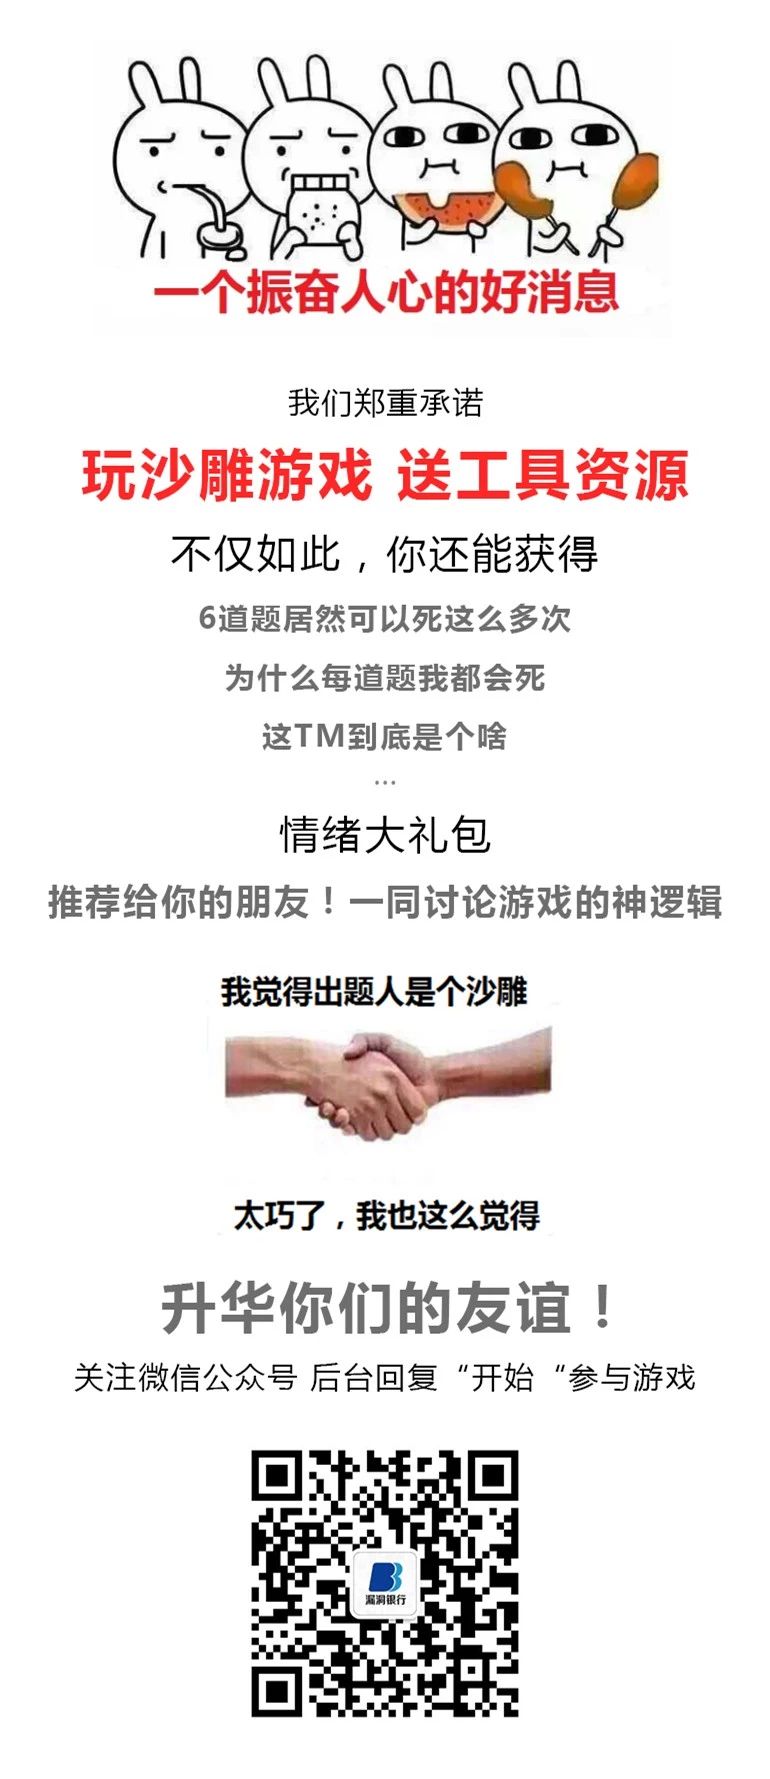 一个振奋人心的好消息
我们郑重承诺
玩沙雕游戏 送工具资源
不仅如此，你还能获得
6道题居然可以死这么多次
为什么每道题我都会死
这TM到底是个啥
...
情绪大礼包
推荐给你的朋友！一同讨论游戏的神逻辑
我觉得出题人是个沙雕
太巧了，我也这么觉得
升华你们的友谊！
关注微信公众号 后台回复“开始“参与游戏
漏洞银行